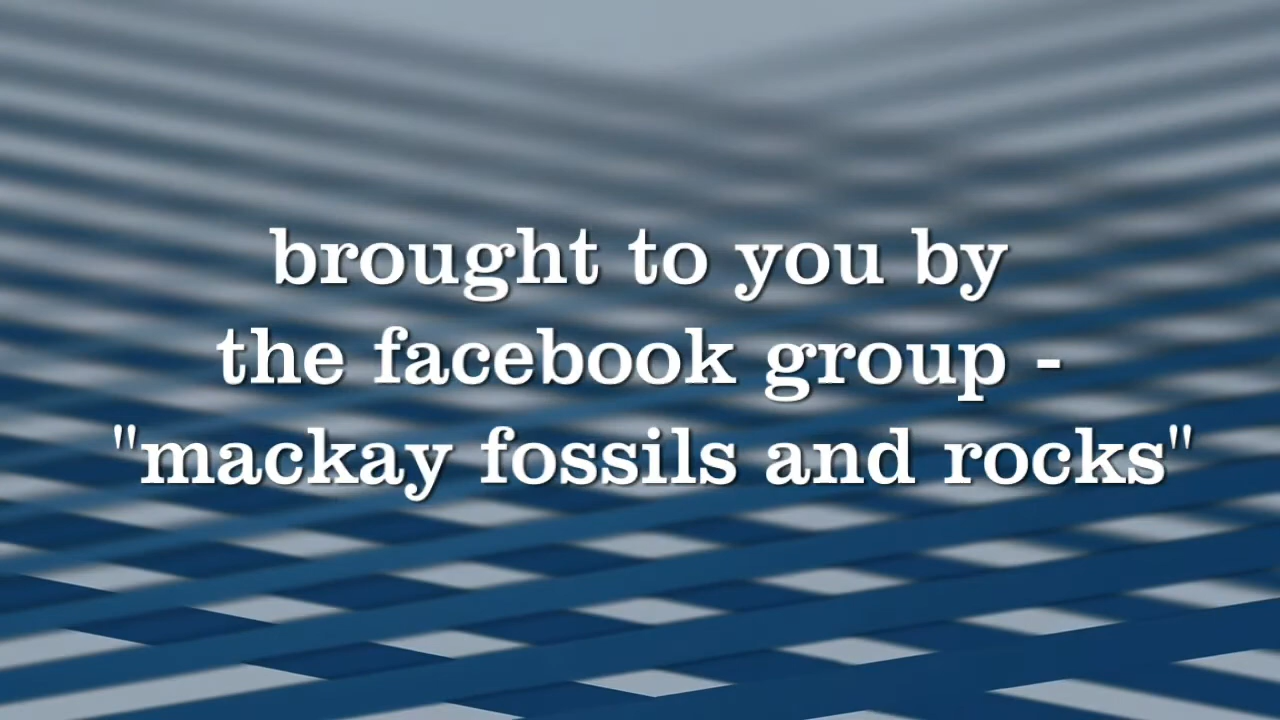 brought to you by
the facebook group -
"mackay fossils and rocks"